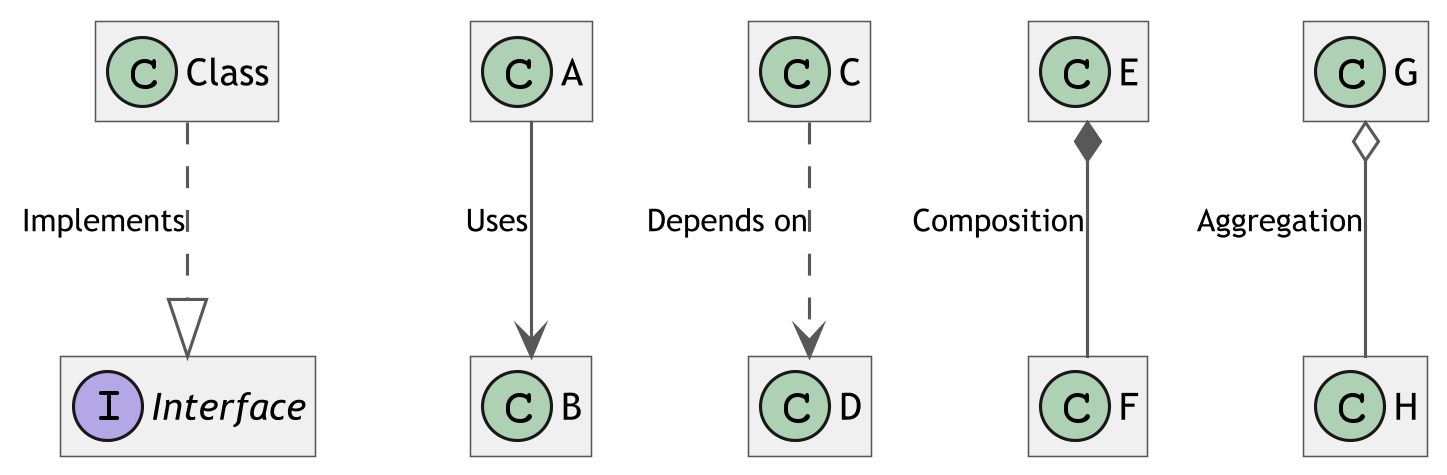 C Class
C A
C C
C E
C G
Implements
Uses
Depends on
Composition
Aggregation
I Interface
C B
C D
C F
C H